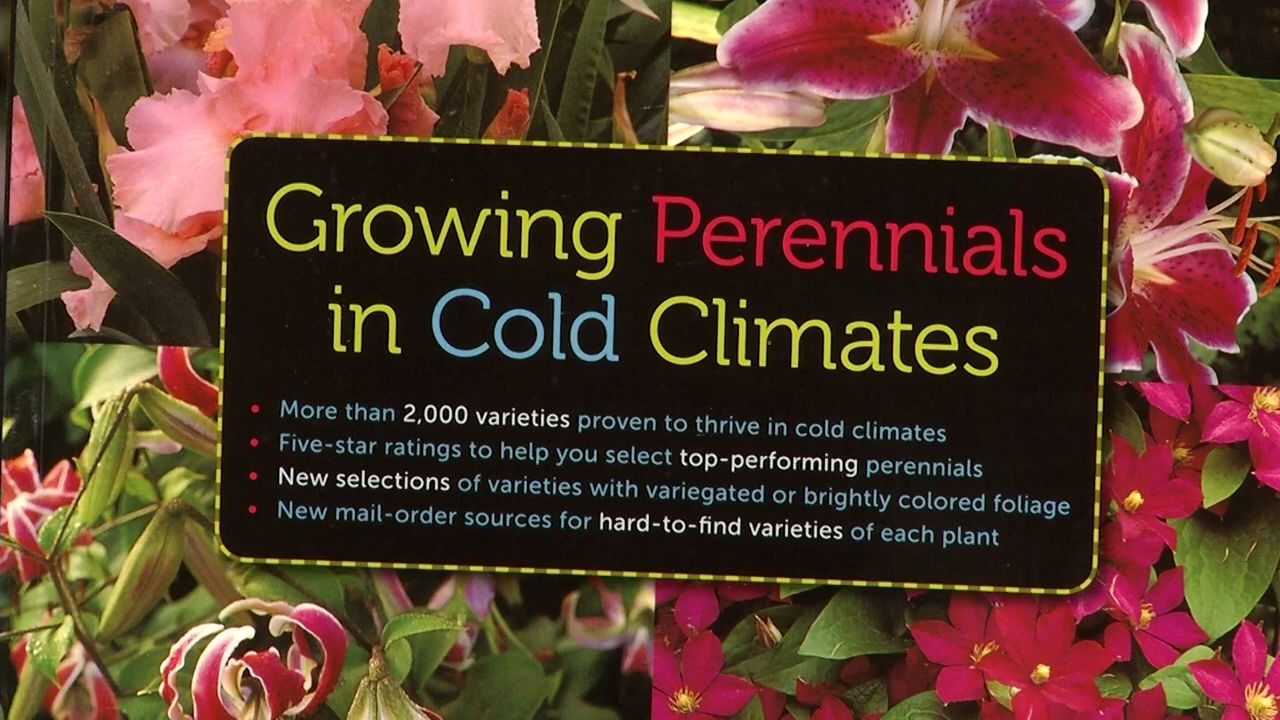 Growing Perennials
in Cold Climates
• More than 2,000 varieties proven to thrive in cold climates
• Five-star ratings to help you select top-performing perennials
• New selections of varieties with variegated or brightly colored foliage
• New mail-order sources for hard-to-find varieties of each plant